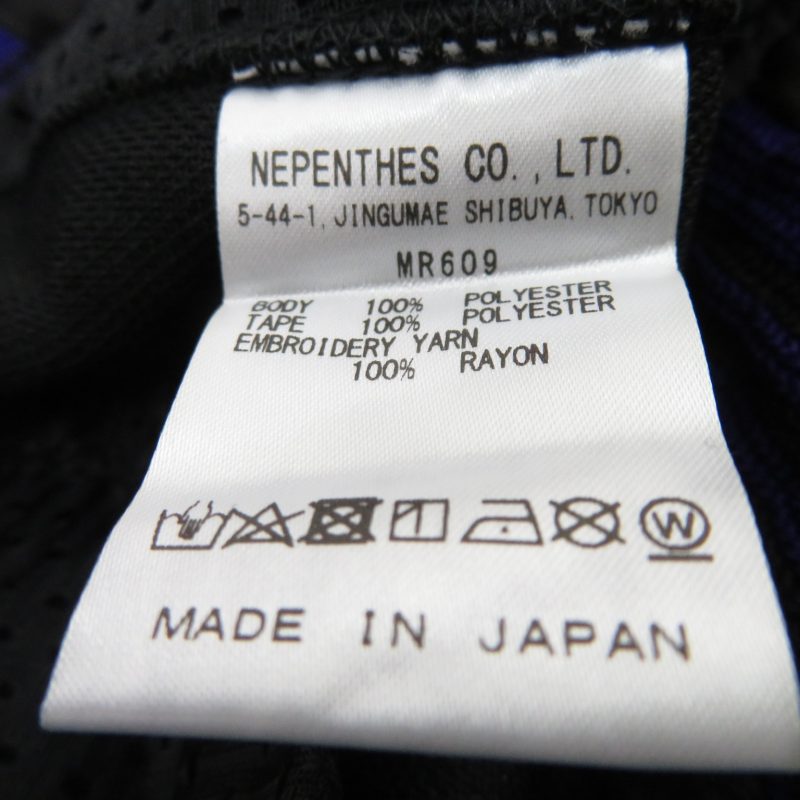 NEPENTHES CO., LTD.
5-44-1, JINGUMAE SHIBUYA, TOKYO
MR609
BODY 100% POLYESTER
TAPE 100% POLYESTER
EMBROIDERY YARN
100% RAYON
W
MADE IN JAPAN